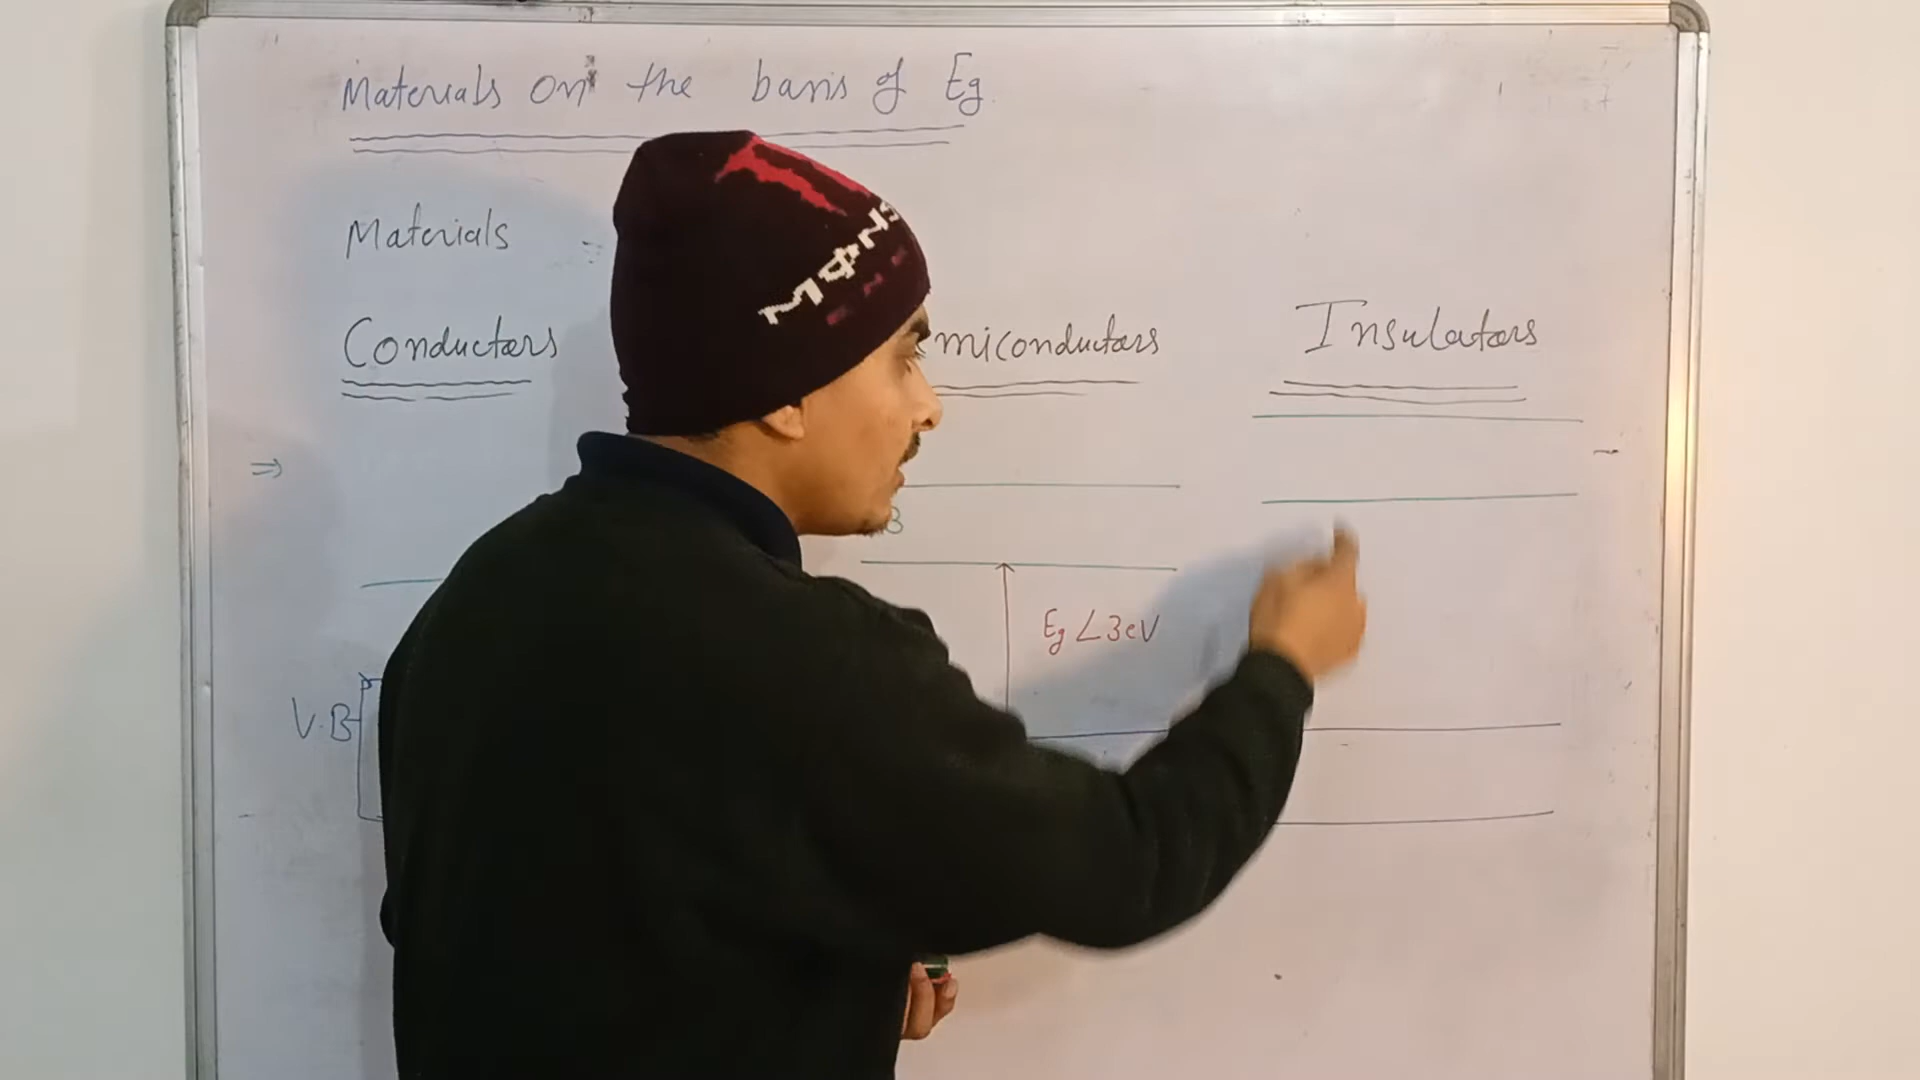 Materials on the basis of Eg
Materials
Conductors
miconductors
Insulators
B
Eg <3eV
V.B